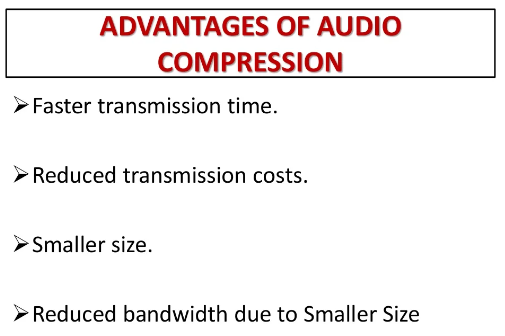 ADVANTAGES OF AUDIO
COMPRESSION
➢Faster transmission time.
➢Reduced transmission costs.
➢Smaller size.
➢Reduced bandwidth due to Smaller Size